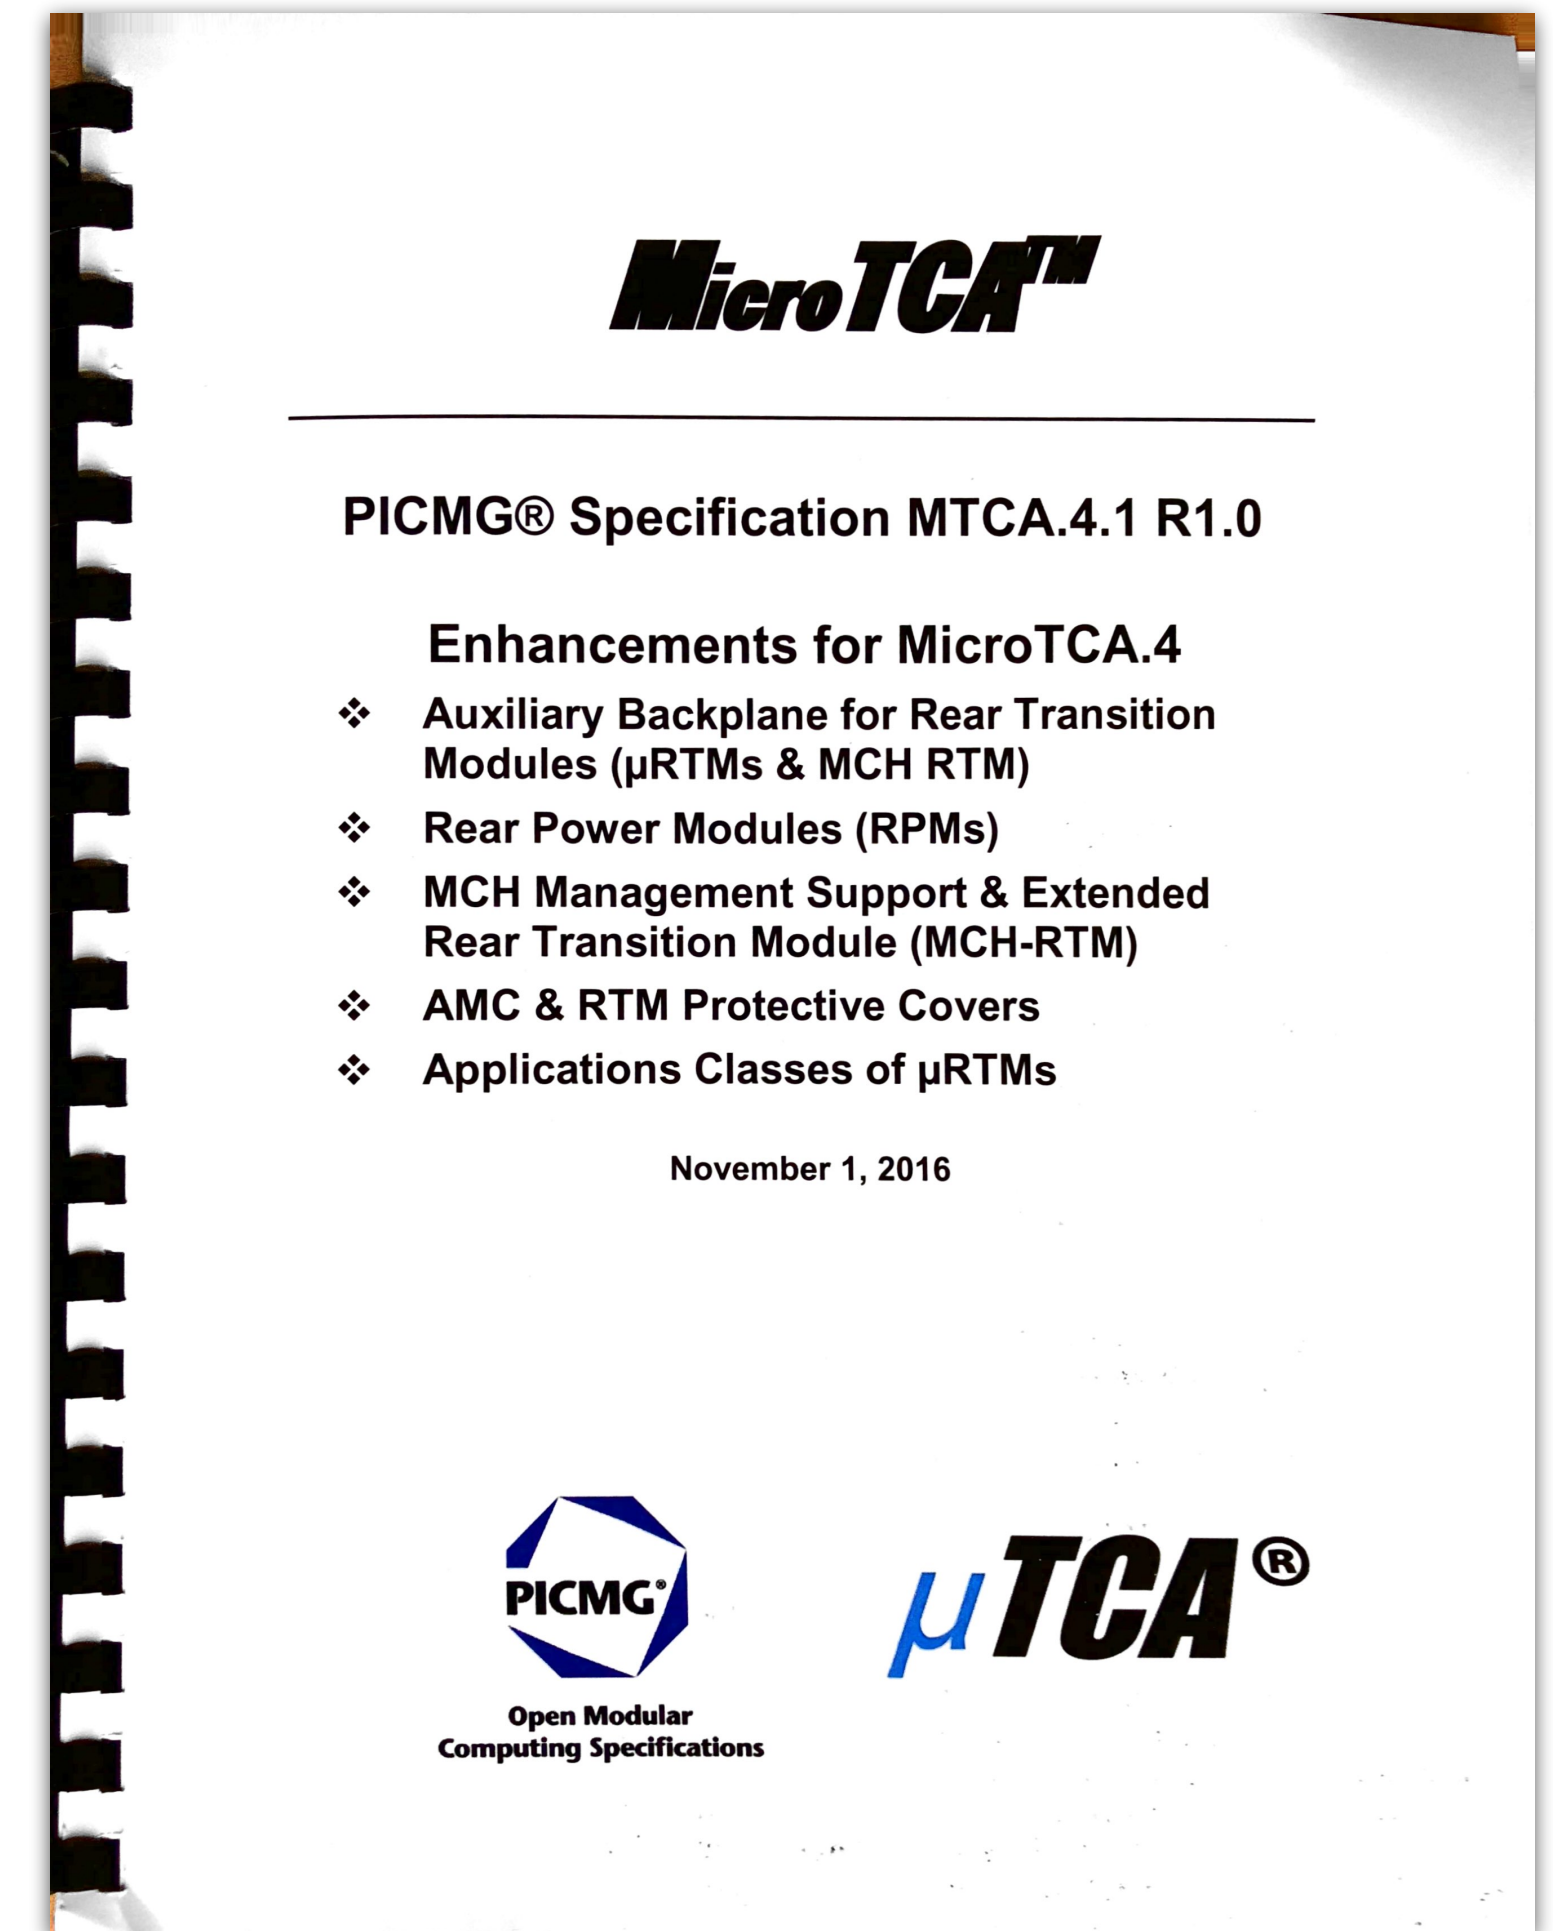 MicroTCA™
PICMG® Specification MTCA.4.1 R1.0
Enhancements for MicroTCA.4
❖ Auxiliary Backplane for Rear Transition
Modules (µRTMs & MCH RTM)
❖ Rear Power Modules (RPMs)
❖ MCH Management Support & Extended
Rear Transition Module (MCH-RTM)
❖ AMC & RTM Protective Covers
❖ Applications Classes of µRTMs
November 1, 2016
PICMG®
Open Modular
Computing Specifications
µTCA®